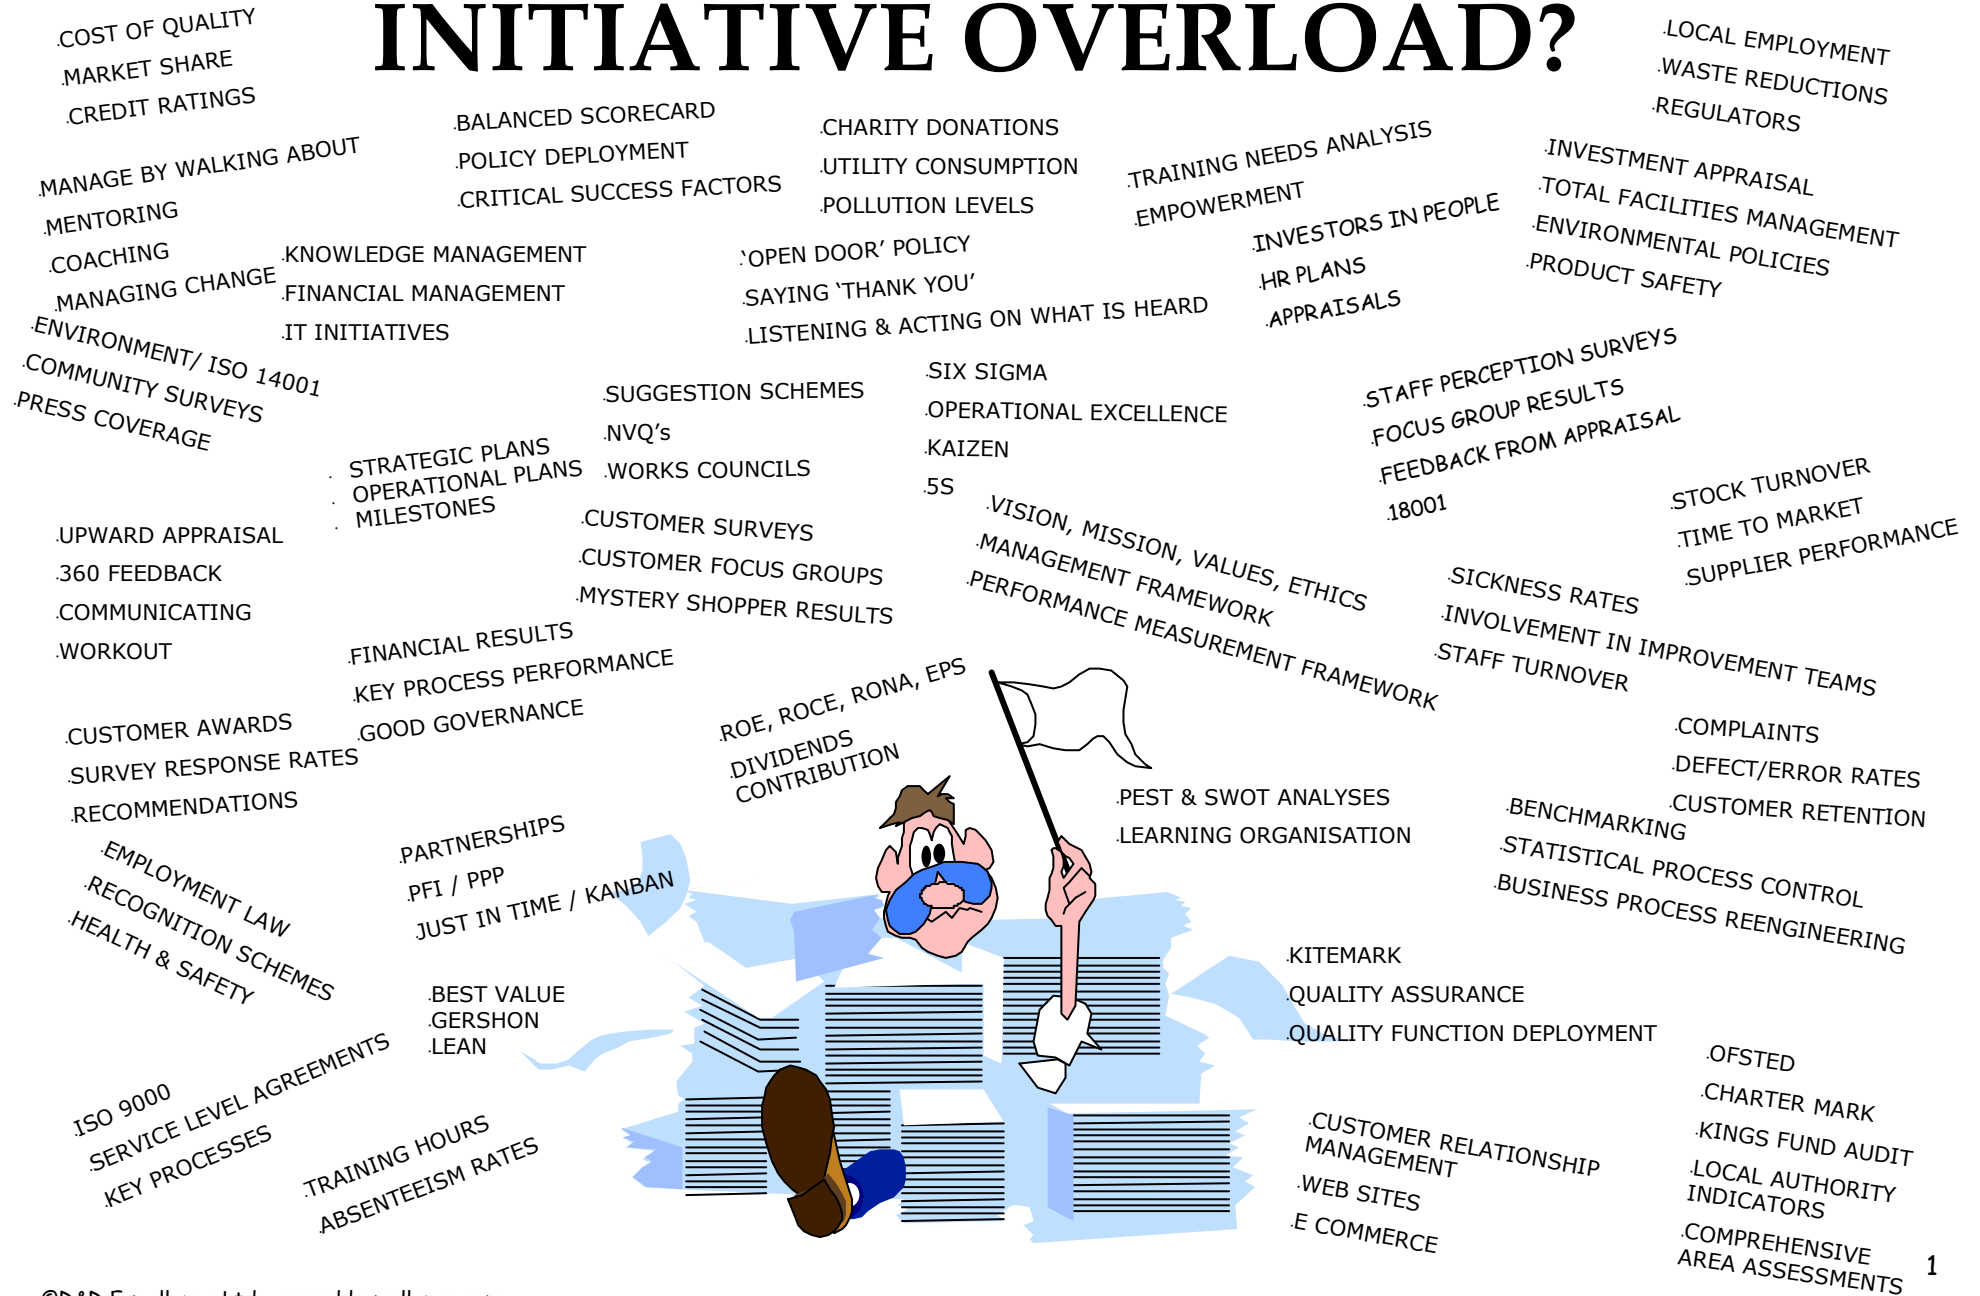 INITIATIVE OVERLOAD?
COST OF QUALITY
MARKET SHARE
CREDIT RATINGS
LOCAL EMPLOYMENT
WASTE REDUCTIONS
REGULATORS
BALANCED SCORECARD
POLICY DEPLOYMENT
CRITICAL SUCCESS FACTORS
CHARITY DONATIONS
UTILITY CONSUMPTION
POLLUTION LEVELS
TRAINING NEEDS ANALYSIS
EMPOWERMENT
INVESTMENT APPRAISAL
TOTAL FACILITIES MANAGEMENT
ENVIRONMENTAL POLICIES
PRODUCT SAFETY
MANAGE BY WALKING ABOUT
MENTORING
COACHING
MANAGING CHANGE
KNOWLEDGE MANAGEMENT
FINANCIAL MANAGEMENT
IT INITIATIVES
‘OPEN DOOR’ POLICY
SAYING ‘THANK YOU’
LISTENING & ACTING ON WHAT IS HEARD
INVESTORS IN PEOPLE
HR PLANS
APPRAISALS
ENVIRONMENT/ ISO 14001
COMMUNITY SURVEYS
PRESS COVERAGE
SUGGESTION SCHEMES
NVQ’s
WORKS COUNCILS
SIX SIGMA
OPERATIONAL EXCELLENCE
KAIZEN
5S
STAFF PERCEPTION SURVEYS
FOCUS GROUP RESULTS
FEEDBACK FROM APPRAISAL
18001
STRATEGIC PLANS
OPERATIONAL PLANS
MILESTONES
STOCK TURNOVER
TIME TO MARKET
SUPPLIER PERFORMANCE
UPWARD APPRAISAL
360 FEEDBACK
COMMUNICATING
WORKOUT
CUSTOMER SURVEYS
CUSTOMER FOCUS GROUPS
MYSTERY SHOPPER RESULTS
VISION, MISSION, VALUES, ETHICS
MANAGEMENT FRAMEWORK
PERFORMANCE MEASUREMENT FRAMEWORK
SICKNESS RATES
INVOLVEMENT IN IMPROVEMENT TEAMS
STAFF TURNOVER
FINANCIAL RESULTS
KEY PROCESS PERFORMANCE
GOOD GOVERNANCE
ROE, ROCE, RONA, EPS
DIVIDENDS
CONTRIBUTION
CUSTOMER AWARDS
SURVEY RESPONSE RATES
RECOMMENDATIONS
COMPLAINTS
DEFECT/ERROR RATES
CUSTOMER RETENTION
PEST & SWOT ANALYSES
LEARNING ORGANISATION
BENCHMARKING
STATISTICAL PROCESS CONTROL
BUSINESS PROCESS REENGINEERING
EMPLOYMENT LAW
RECOGNITION SCHEMES
HEALTH & SAFETY
PARTNERSHIPS
PFI / PPP
JUST IN TIME / KANBAN
KITEMARK
QUALITY ASSURANCE
QUALITY FUNCTION DEPLOYMENT
BEST VALUE
GERSHON
LEAN
ISO 9000
SERVICE LEVEL AGREEMENTS
KEY PROCESSES
TRAINING HOURS
ABSENTEEISM RATES
CUSTOMER RELATIONSHIP
MANAGEMENT
WEB SITES
E COMMERCE
OFSTED
CHARTER MARK
KINGS FUND AUDIT
LOCAL AUTHORITY
INDICATORS
COMPREHENSIVE
AREA ASSESSMENTS
1